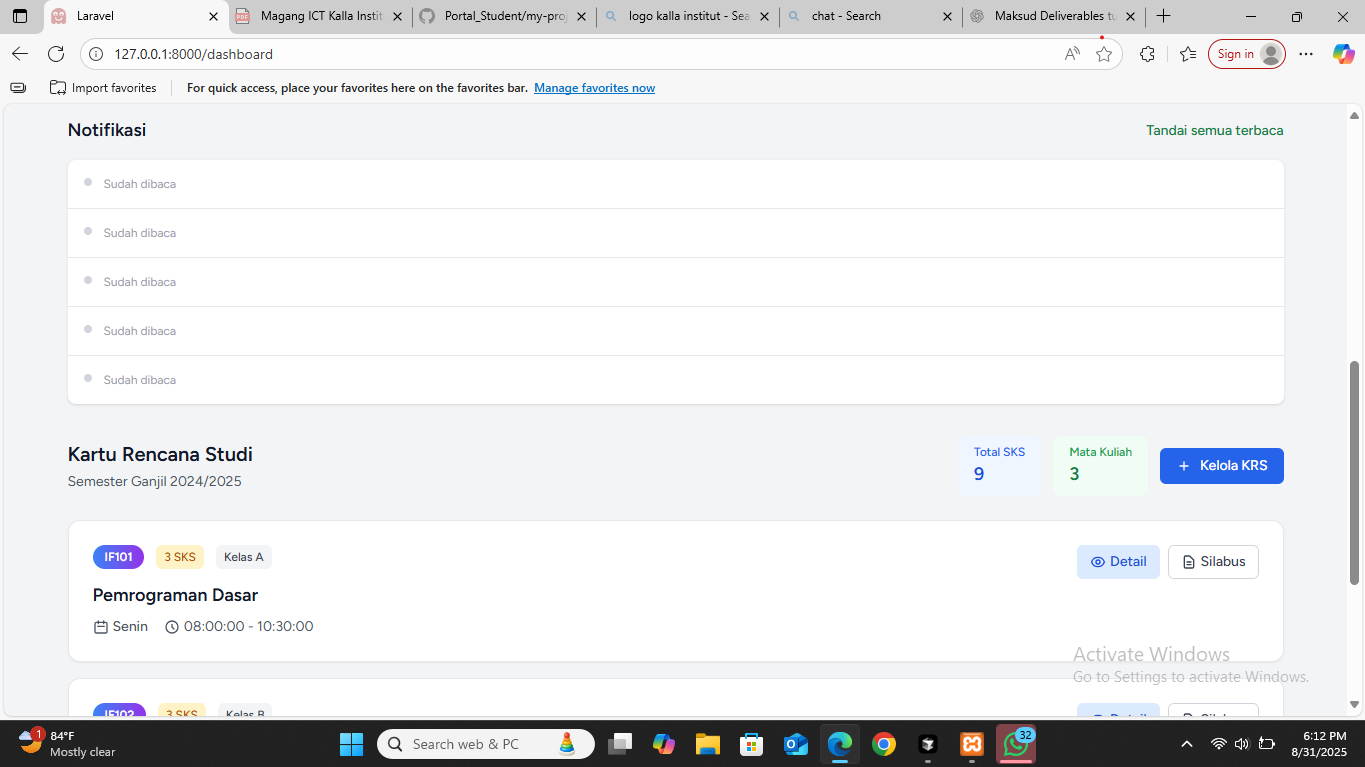 Laravel
Magang ICT Kalla Instit
Portal_Student/my-proj
logo kalla institut - Sea
chat - Search
Maksud Deliverables tu
127.0.0.1:8000/dashboard
Sign in
Import favorites
For quick access, place your favorites here on the favorites bar. Manage favorites now
Notifikasi
Tandai semua terbaca
Sudah dibaca
Sudah dibaca
Sudah dibaca
Sudah dibaca
Sudah dibaca
Kartu Rencana Studi
Semester Ganjil 2024/2025
Total SKS
9
Mata Kuliah
3
+ Kelola KRS
IF101 3 SKS Kelas A
Detail
Silabus
Pemrograman Dasar
Senin 08:00:00 - 10:30:00
Activate Windows
Go to Settings to activate Windows.
IF102 3 SKS Kelas B
Detail
Silabus
1
84°F
Mostly clear
Search web & PC
32
6:12 PM
8/31/2025